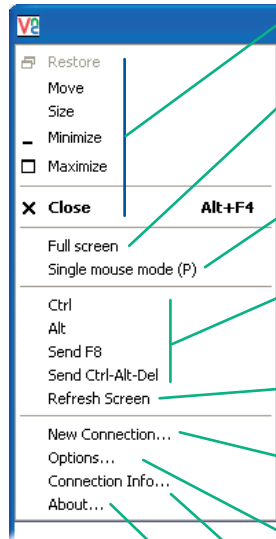 V2
Restore
Move
Size
Minimize
Maximize
Close Alt+F4
Full screen
Single mouse mode (P)
Ctrl
Alt
Send F8
Send Ctrl-Alt-Del
Refresh Screen
New Connection...
Options...
Connection Info...
About...